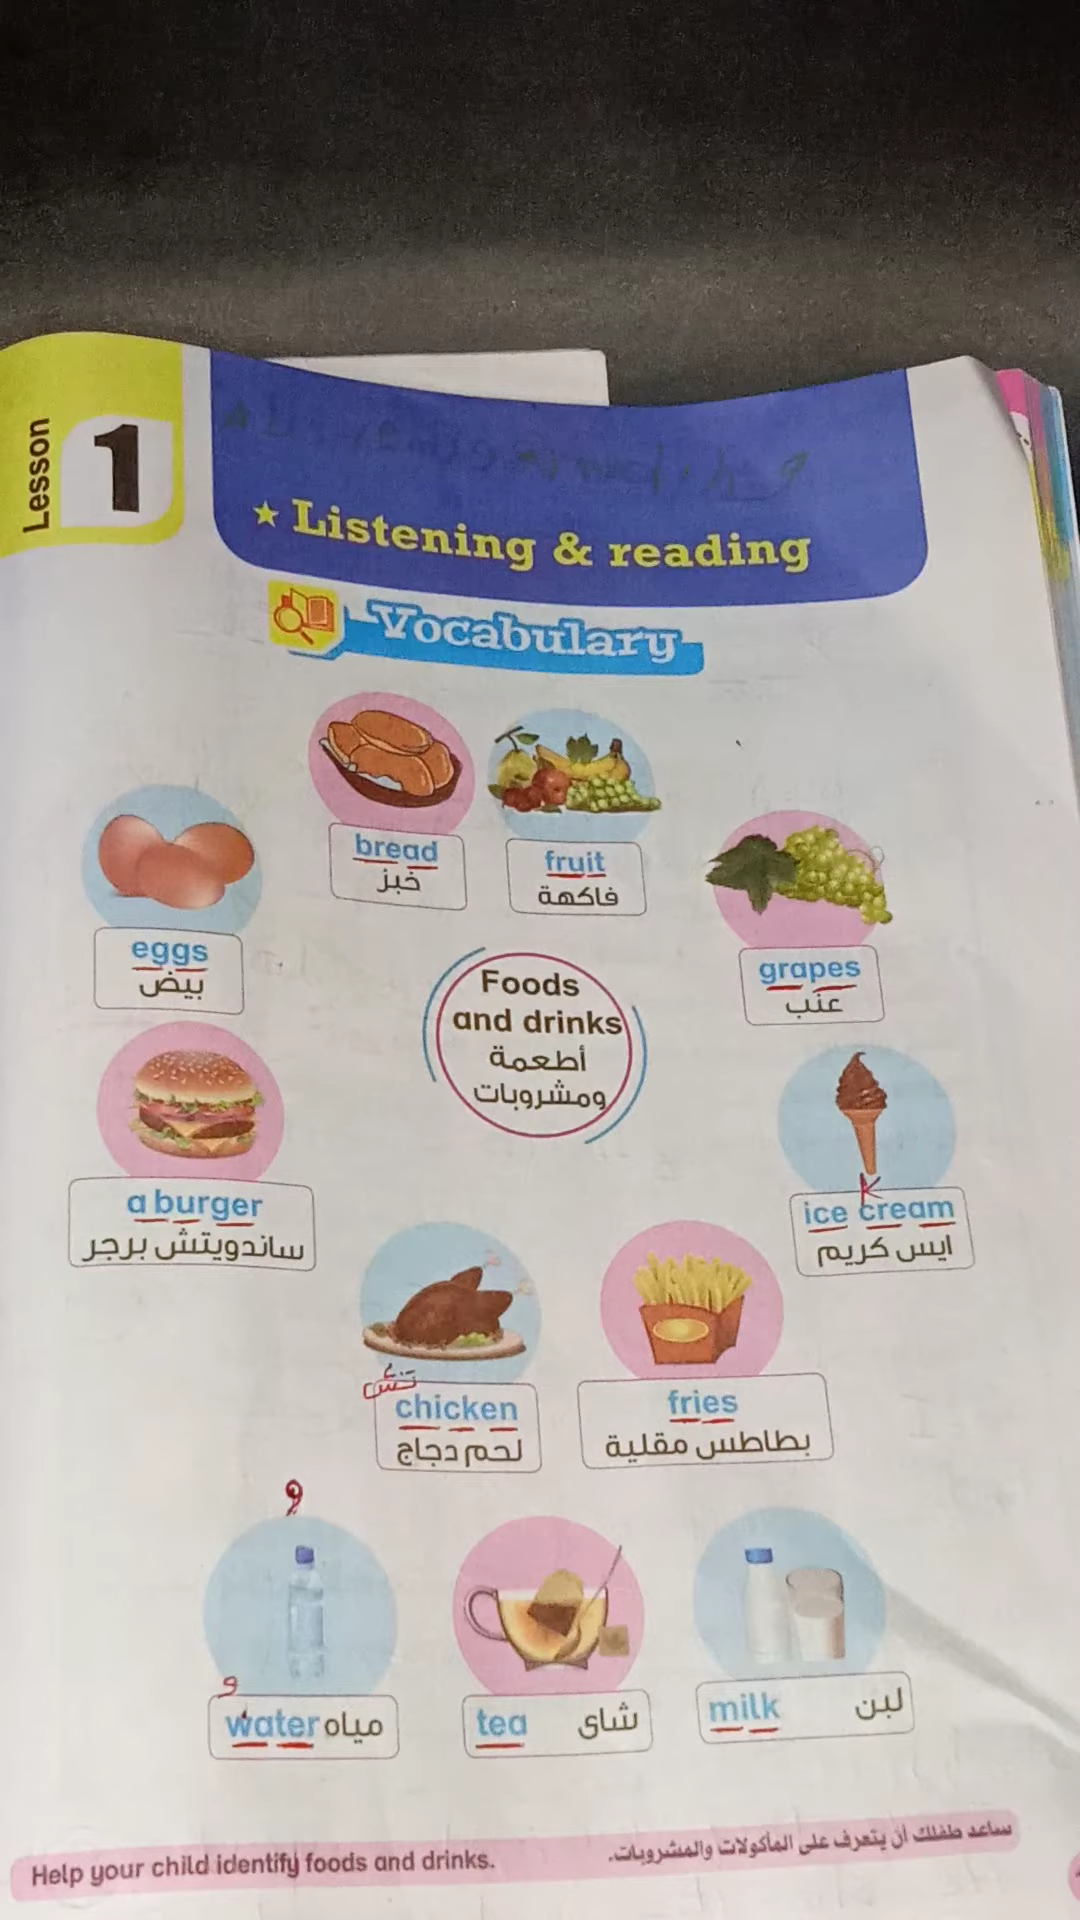 Lesson
1
★ Listening & reading
Vocabulary
bread
خبز
fruit
فاكهة
eggs
بيض
grapes
عنب
Foods
and drinks
أطعمة
ومشروبات
a burger
ساندويتش برجر
K
ice cream
ايس كريم
تش
chicken
لحم دجاج
fries
بطاطس مقلية
و
و
water مياه
tea شاى
milk لبن
Help your child identify foods and drinks.
ساعد طفلك أن يتعرف على المأكولات والمشروبات.